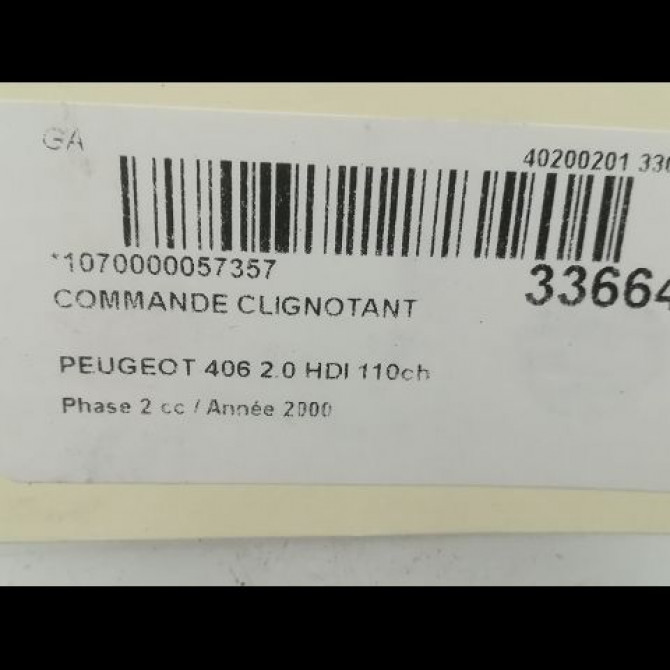 GA
40200201 330
*1070000057357
33664
COMMANDE CLIGNOTANT
PEUGEOT 406 2.0 HDI 110ch
Phase 2 cc / Année 2000